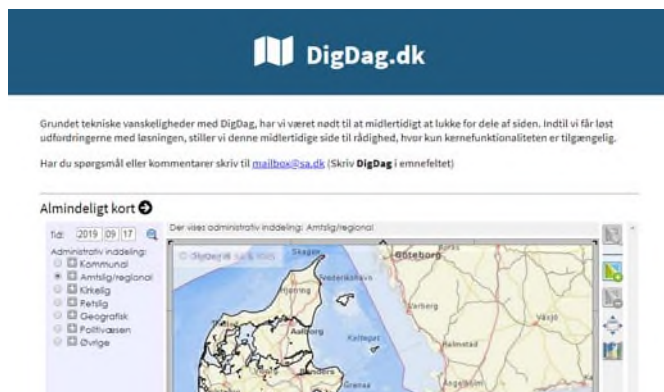 DigDag.dk
Grundet tekniske vanskeligheder med DigDag, har vi været nødt til at midlertidigt at lukke for dele af siden. Indtil vi får løst
udfordringerne med løsningen, stiller vi denne midlertidige side til rådighed, hvor kun kernefunktionaliteten er tilgængelig.
Har du spørgsmål eller kommentarer skriv til mailbox@sa.dk (Skriv DigDag i emnefeltet)
Almindeligt kort
Tid: 2019 09 17
Der vises administrativ inddeling: Amtslig/regional
Administrativ inddeling:
Kommunal
Amtslig/regional
Kirkelig
Retslig
Geografisk
Politivæsen
Øvrige
Skagen
Göteborg
Borås
Frederikshavn
Hjørring
Varberg
Växjö
Aalborg
Kattegat
Halmstad
Randers
Grenaa
Ängelholm